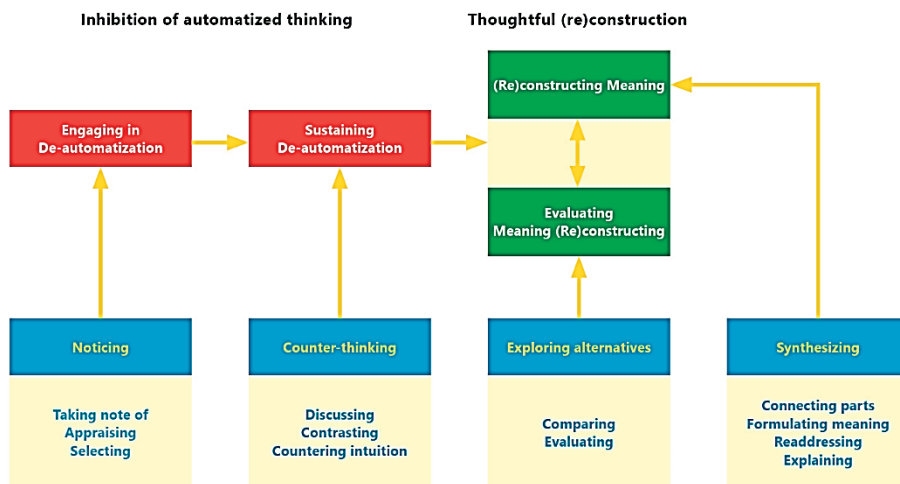 Inhibition of automatized thinking
Thoughtful (re)construction
(Re)constructing Meaning
Engaging in
De-automatization
Sustaining
De-automatization
Evaluating
Meaning (Re)constructing
Noticing
Counter-thinking
Exploring alternatives
Synthesizing
Taking note of
Appraising
Selecting
Discussing
Contrasting
Countering intuition
Comparing
Evaluating
Connecting parts
Formulating meaning
Readdressing
Explaining